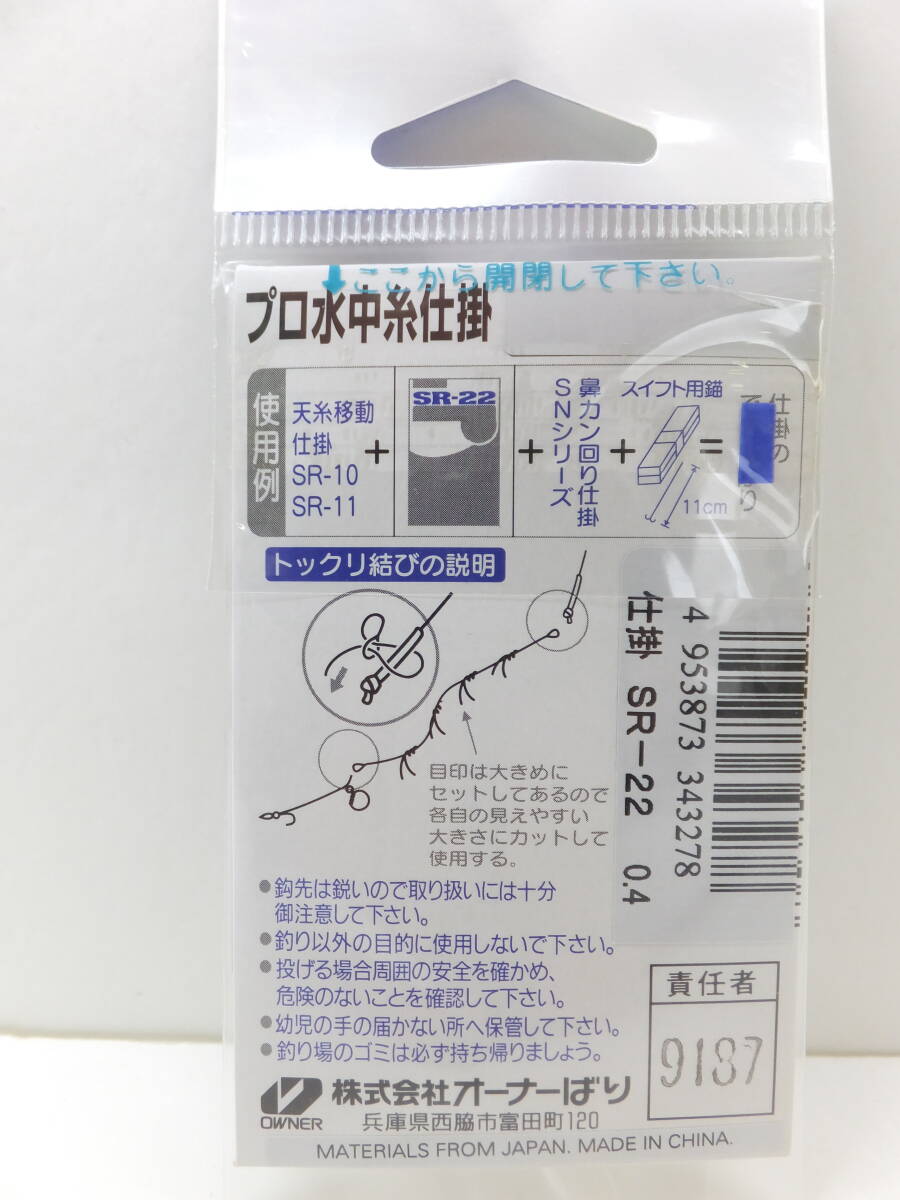 ここから開閉して下さい。
プロ水中糸仕掛
使用例
天糸移動
仕掛
SR-10
SR-11
+
SR-22
+
鼻カン回り仕掛
SNシリーズ
+
スイフト用錨
11cm
=
仕掛の
トックリ結びの説明
目印は大きめに
セットしてあるので
各自の見えやすい
大きさにカットして
使用する。
仕掛 SR-22 0.4
4 953873 343278
•鈎先は鋭いので取り扱いには十分
御注意して下さい。
•釣り以外の目的に使用しないで下さい。
•投げる場合周囲の安全を確かめ、
危険のないことを確認して下さい。
•幼児の手の届かない所へ保管して下さい。
•釣り場のゴミは必ず持ち帰りましょう。
責任者
9187
OWNER
株式会社オーナーばり
兵庫県西脇市富田町120
MATERIALS FROM JAPAN. MADE IN CHINA.